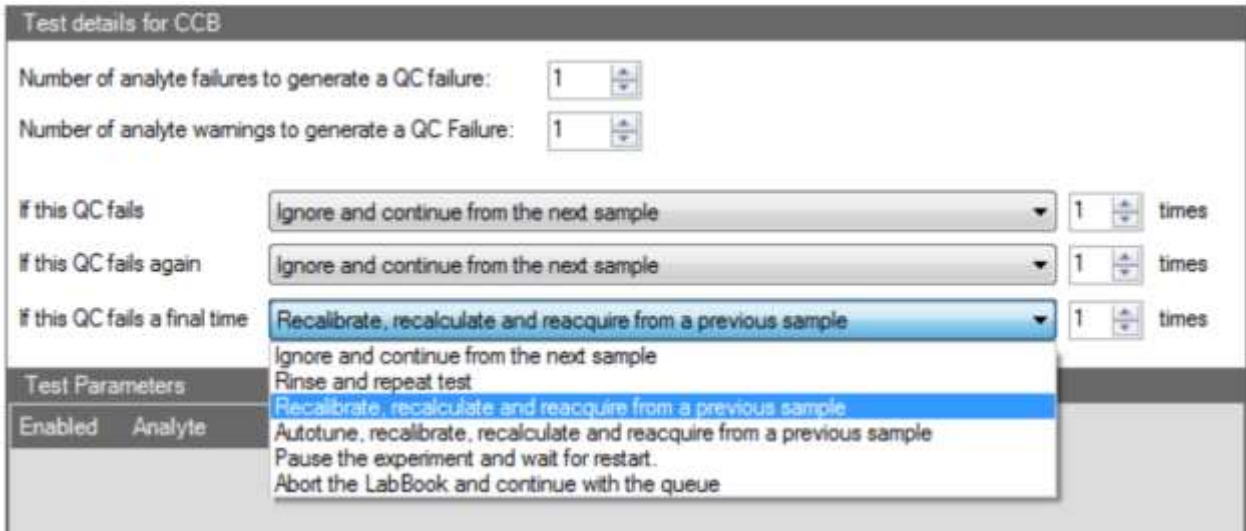 Test details for CCB
Number of analyte failures to generate a QC failure: 1
Number of analyte warnings to generate a QC Failure: 1
If this QC fails Ignore and continue from the next sample 1 times
If this QC fails again Ignore and continue from the next sample 1 times
If this QC fails a final time Recalibrate, recalculate and reacquire from a previous sample 1 times
Ignore and continue from the next sample
Test Parameters Rinse and repeat test
Recalibrate, recalculate and reacquire from a previous sample
Enabled Analyte Autotune, recalibrate, recalculate and reacquire from a previous sample
Pause the experiment and wait for restart.
Abort the LabBook and continue with the queue